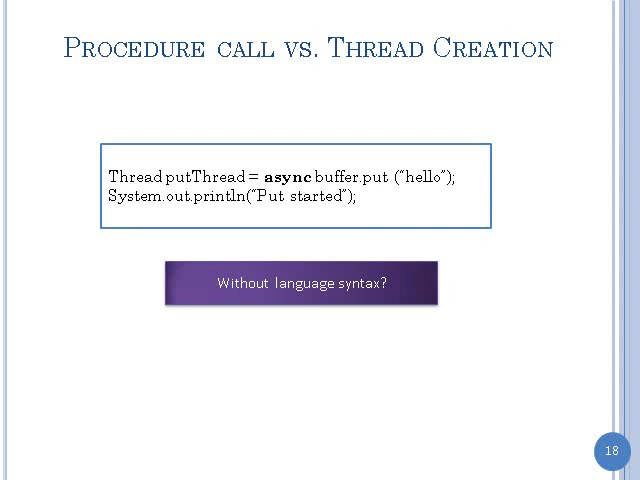 PROCEDURE CALL VS. THREAD CREATION
Thread putThread = async buffer.put ("hello");
System.out.println("Put started");
Without language syntax?
18